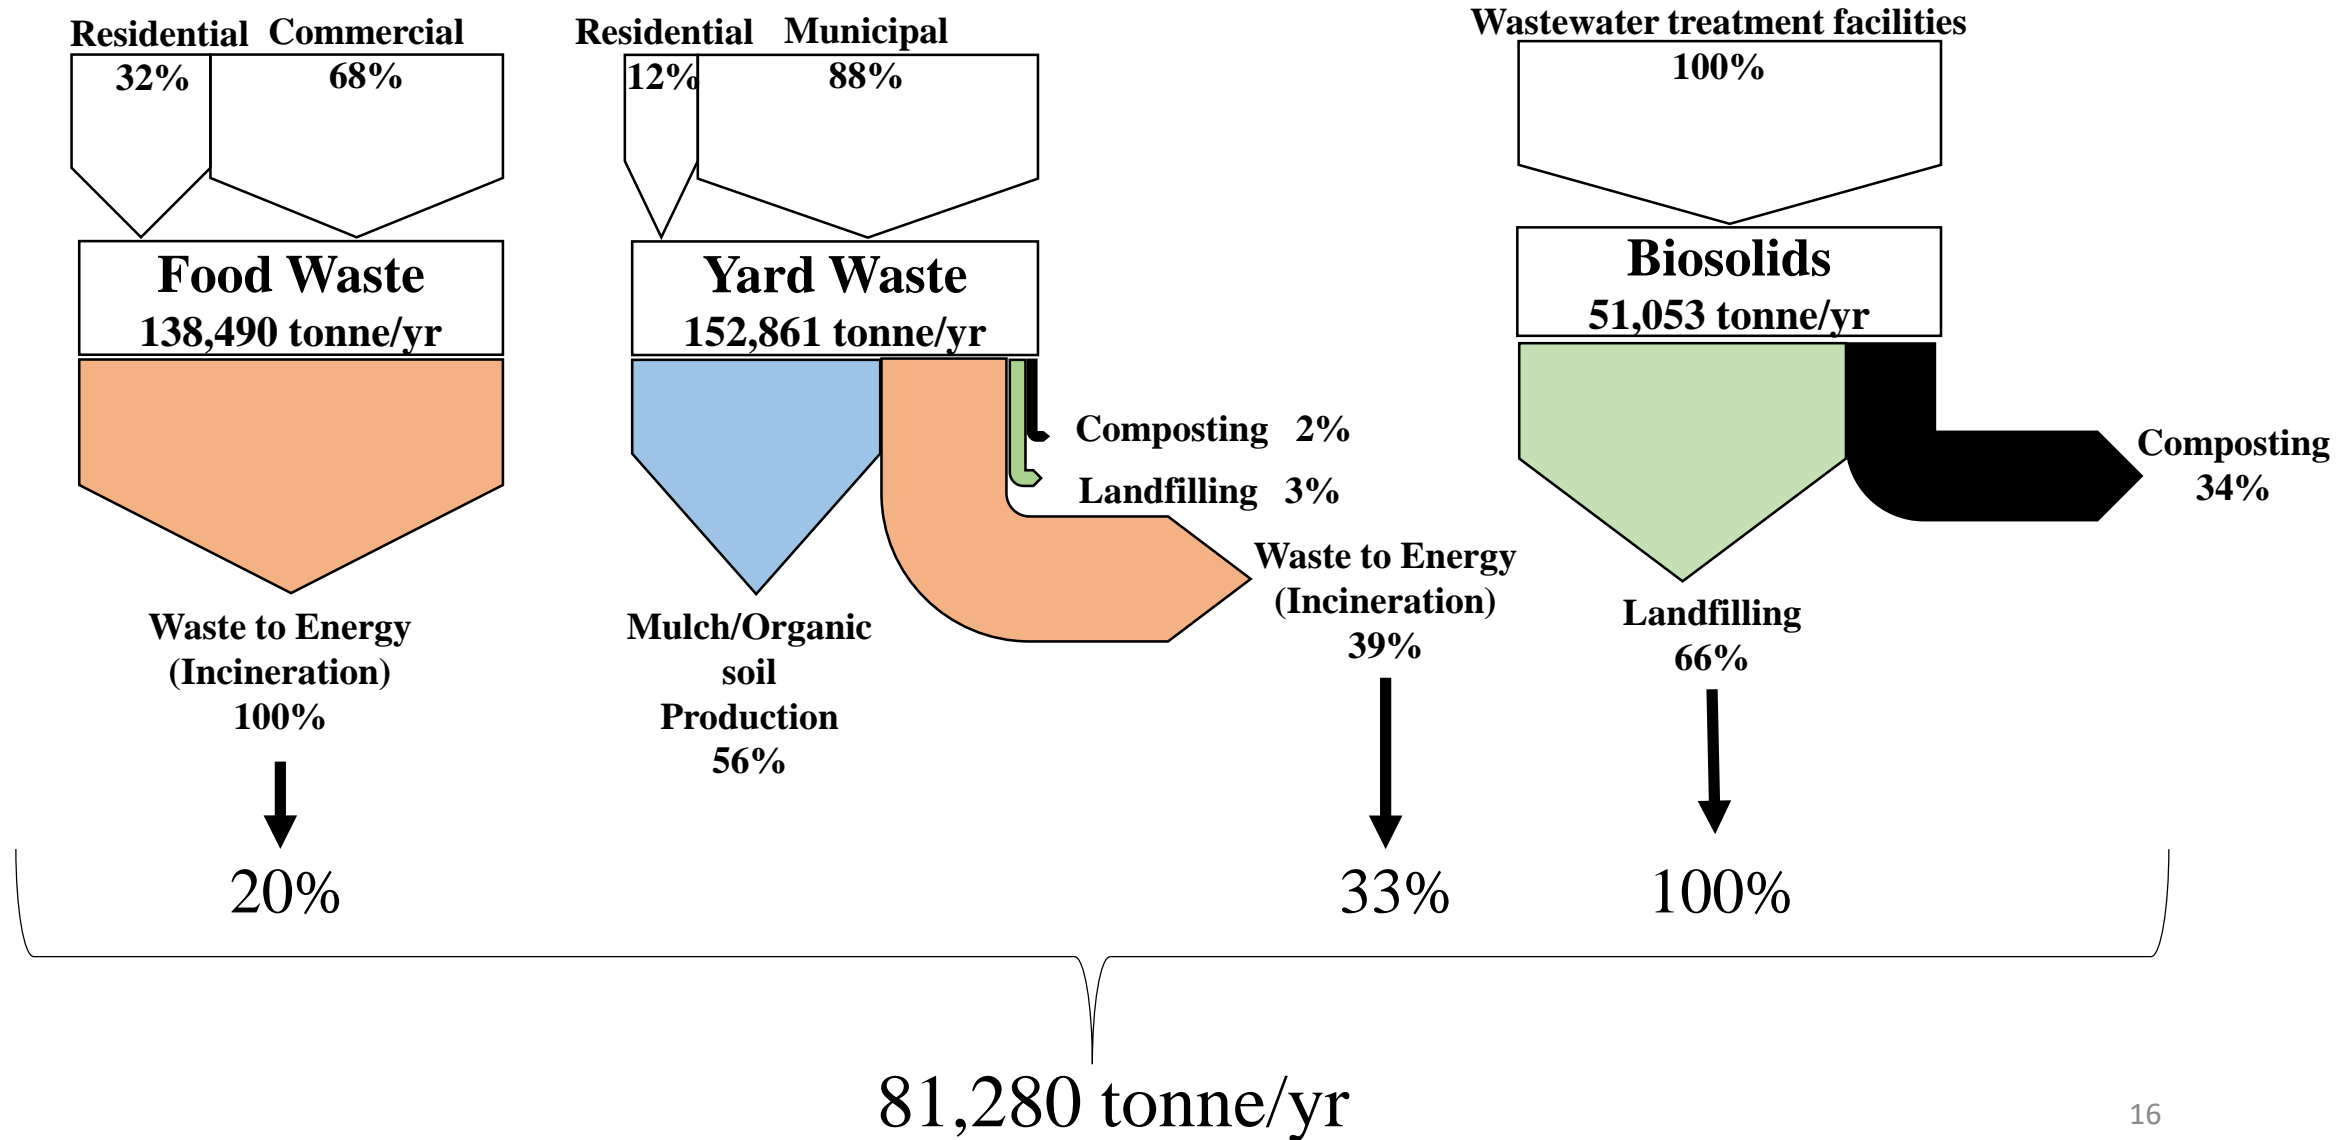 Residential Commercial
32% 68%
Food Waste
138,490 tonne/yr
Waste to Energy
(Incineration)
100%
20%
Residential Municipal
12% 88%
Yard Waste
152,861 tonne/yr
Composting 2%
Landfilling 3%
Waste to Energy
(Incineration)
39%
33%
Mulch/Organic
soil
Production
56%
Wastewater treatment facilities
100%
Biosolids
51,053 tonne/yr
Composting
34%
Landfilling
66%
100%
81,280 tonne/yr
16